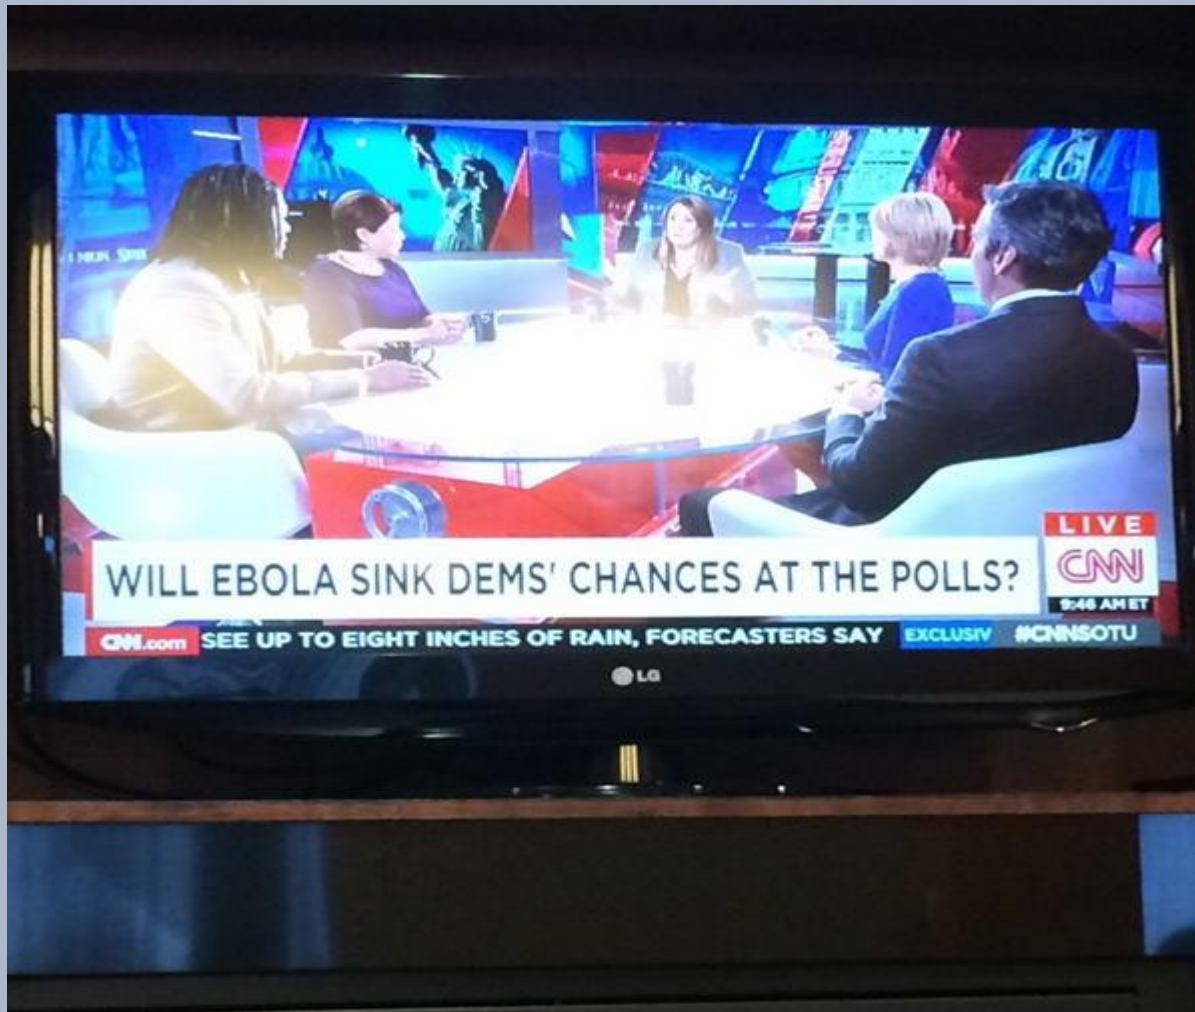 LIVE
CNN
9:46 AM ET
WILL EBOLA SINK DEMS' CHANCES AT THE POLLS?
CNN.com SEE UP TO EIGHT INCHES OF RAIN, FORECASTERS SAY EXCLUSIV #CNNSOTU
LG